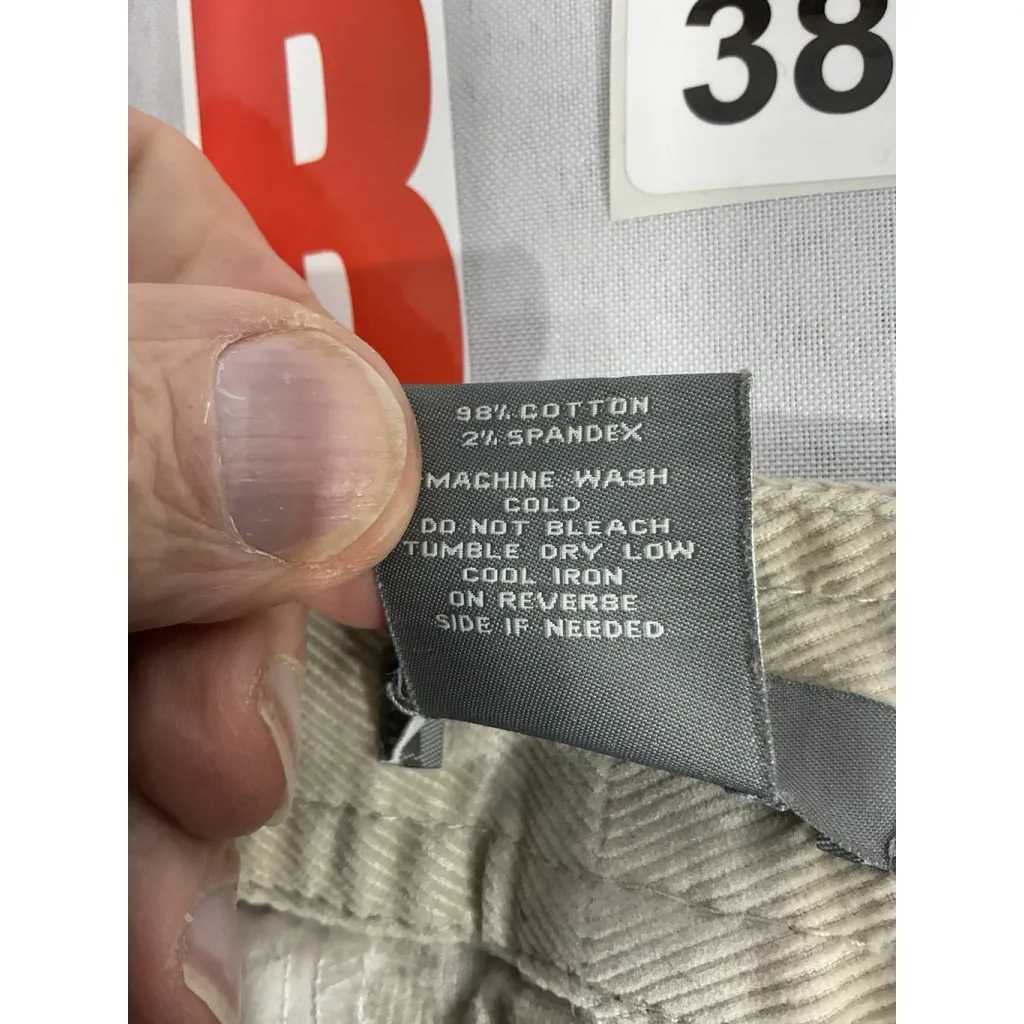 B
38
98% COTTON
2% SPANDEX
MACHINE WASH
COLD
DO NOT BLEACH
TUMBLE DRY LOW
COOL IRON
ON REVERSE
SIDE IF NEEDED